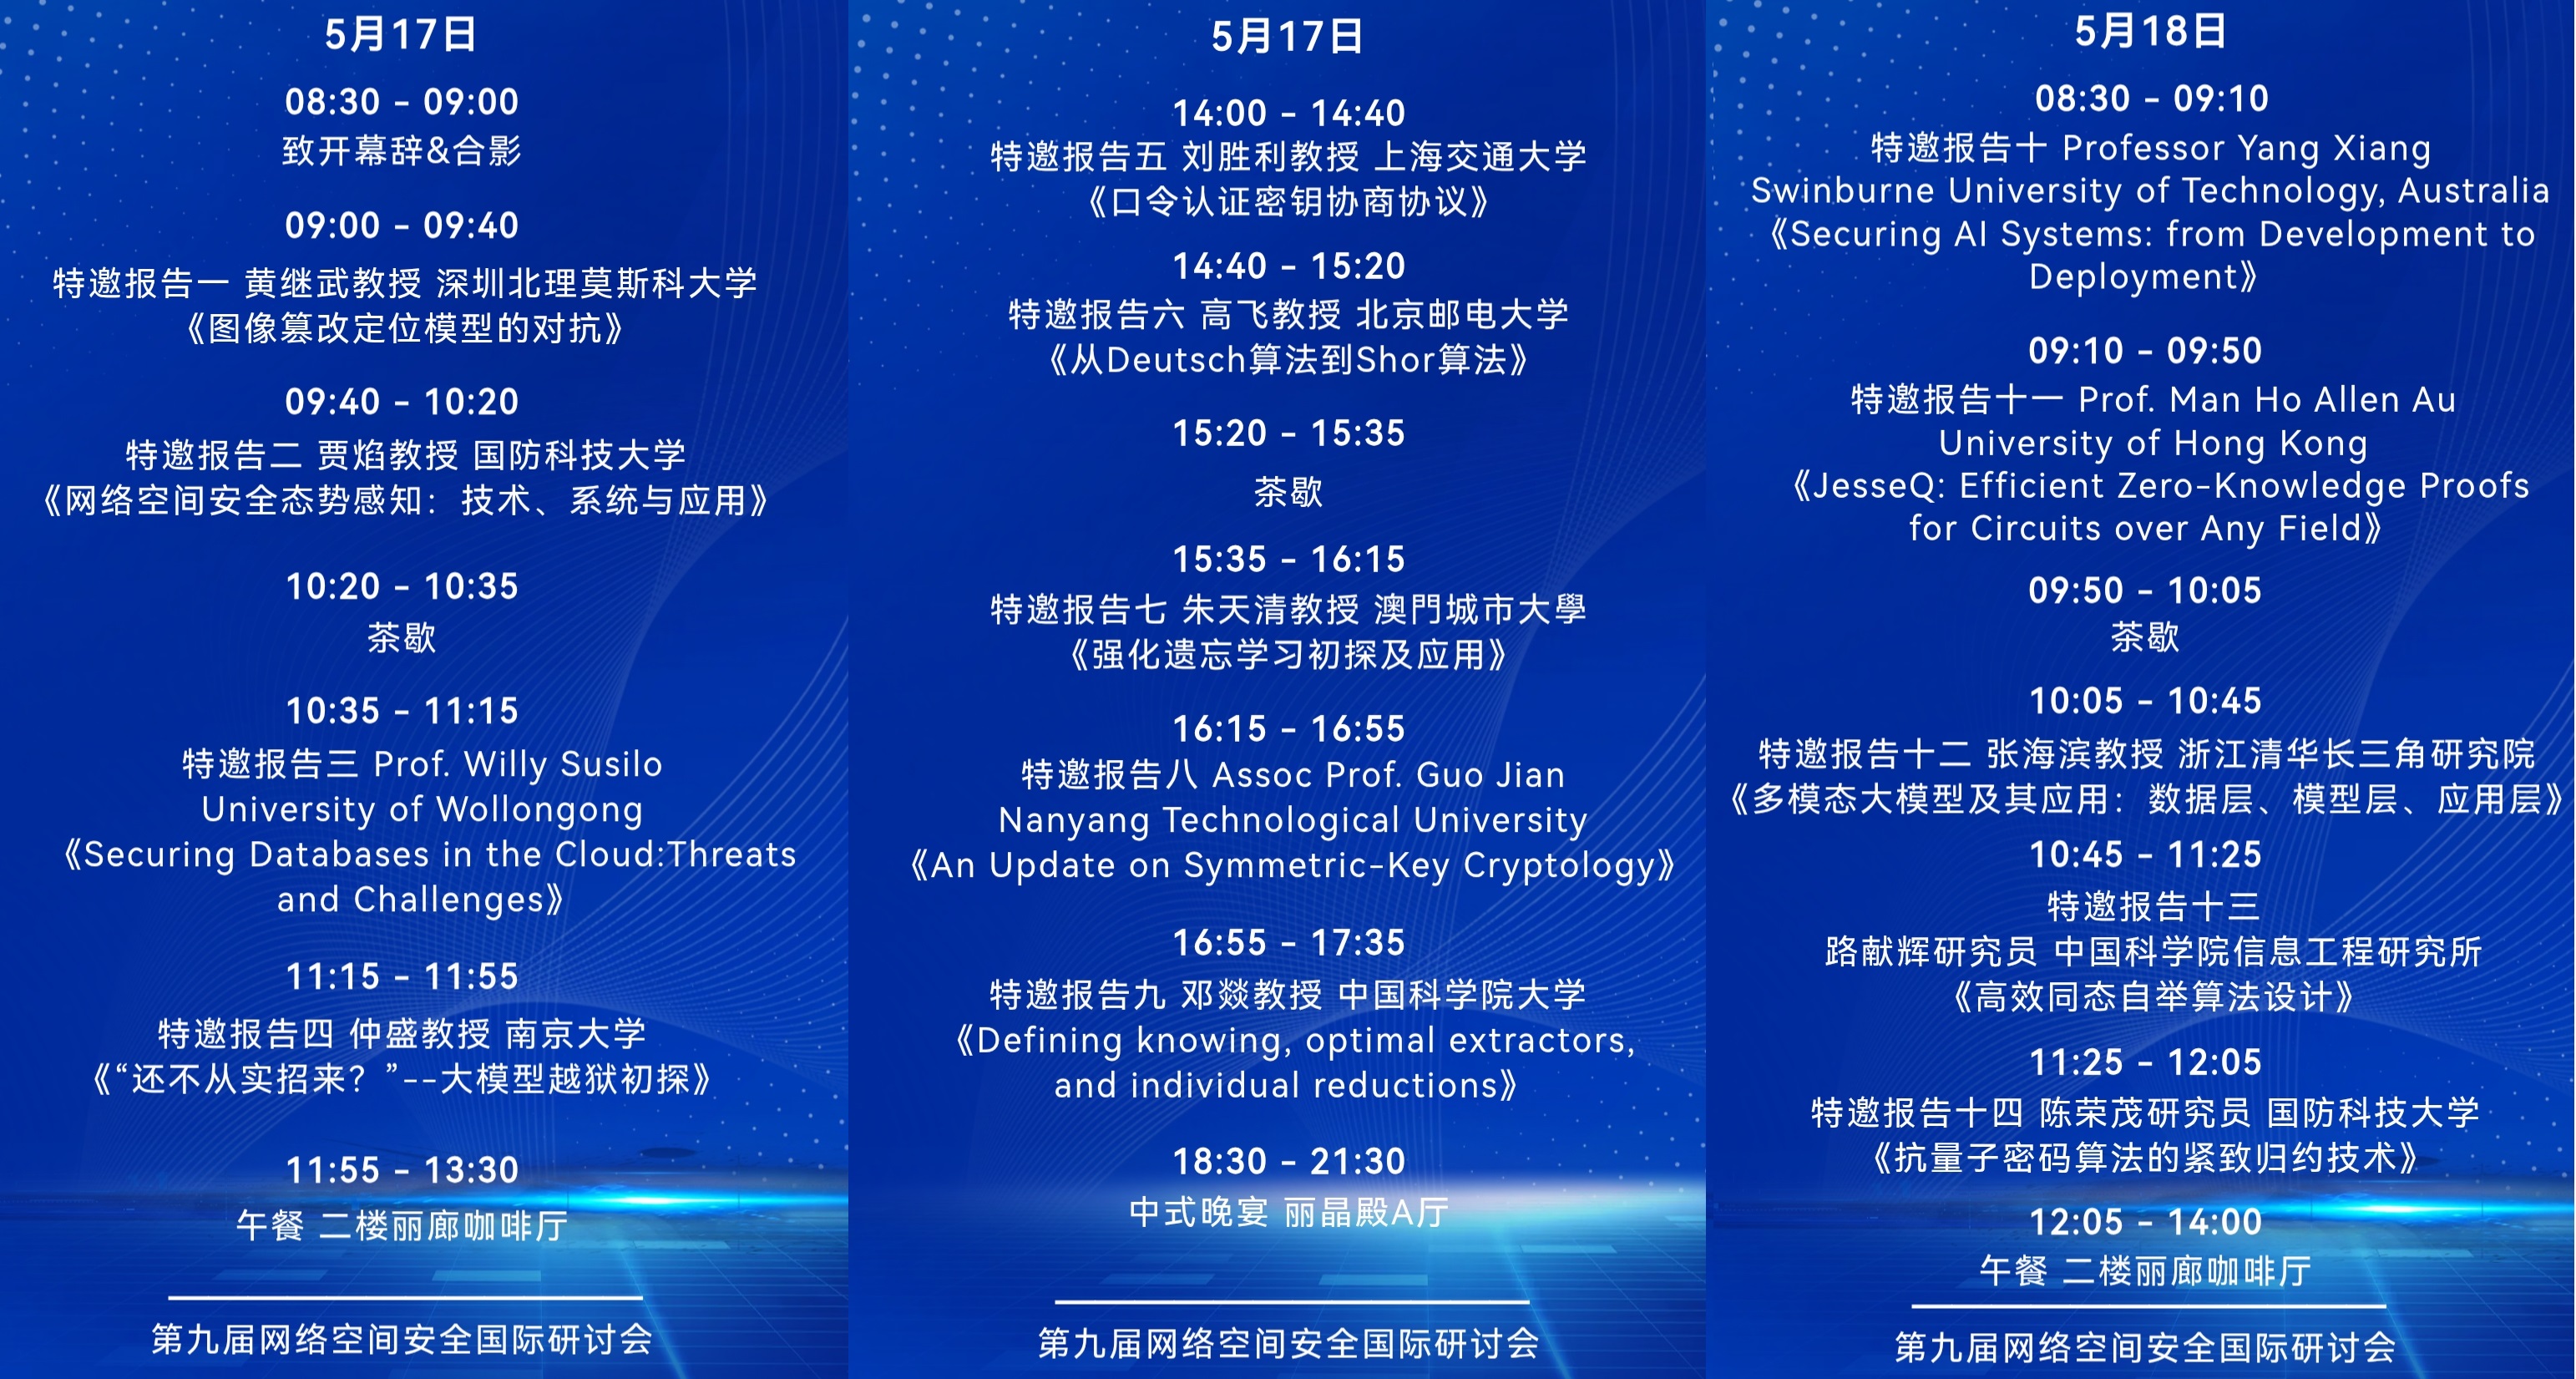 5月17日
08:30 - 09:00
致开幕辞&合影
09:00 - 09:40
特邀报告一 黄继武教授 深圳北理莫斯科大学
《图像篡改定位模型的对抗》
09:40 - 10:20
特邀报告二 贾焰教授 国防科技大学
《网络空间安全态势感知：技术、系统与应用》
10:20 - 10:35
茶歇
10:35 - 11:15
特邀报告三 Prof. Willy Susilo
University of Wollongong
《Securing Databases in the Cloud:Threats
and Challenges》
11:15 - 11:55
特邀报告四 仲盛教授 南京大学
《“还不从实招来？”--大模型越狱初探》
11:55 - 13:30
午餐 二楼丽廊咖啡厅
第九届网络空间安全国际研讨会
5月17日
14:00 - 14:40
特邀报告五 刘胜利教授 上海交通大学
《口令认证密钥协商协议》
14:40 - 15:20
特邀报告六 高飞教授 北京邮电大学
《从Deutsch算法到Shor算法》
15:20 - 15:35
茶歇
15:35 - 16:15
特邀报告七 朱天清教授 澳門城市大學
《强化遗忘学习初探及应用》
16:15 - 16:55
特邀报告八 Assoc Prof. Guo Jian
Nanyang Technological University
《An Update on Symmetric-Key Cryptology》
16:55 - 17:35
特邀报告九 邓燚教授 中国科学院大学
《Defining knowing, optimal extractors,
and individual reductions》
18:30 - 21:30
中式晚宴 丽晶殿A厅
第九届网络空间安全国际研讨会
5月18日
08:30 - 09:10
特邀报告十 Professor Yang Xiang
Swinburne University of Technology, Australia
《Securing AI Systems: from Development to
Deployment》
09:10 - 09:50
特邀报告十一 Prof. Man Ho Allen Au
University of Hong Kong
《JesseQ: Efficient Zero-Knowledge Proofs
for Circuits over Any Field》
09:50 - 10:05
茶歇
10:05 - 10:45
特邀报告十二 张海滨教授 浙江清华长三角研究院
《多模态大模型及其应用：数据层、模型层、应用层》
10:45 - 11:25
特邀报告十三
路献辉研究员 中国科学院信息工程研究所
《高效同态自举算法设计》
11:25 - 12:05
特邀报告十四 陈荣茂研究员 国防科技大学
《抗量子密码算法的紧致归约技术》
12:05 - 14:00
午餐 二楼丽廊咖啡厅
第九届网络空间安全国际研讨会